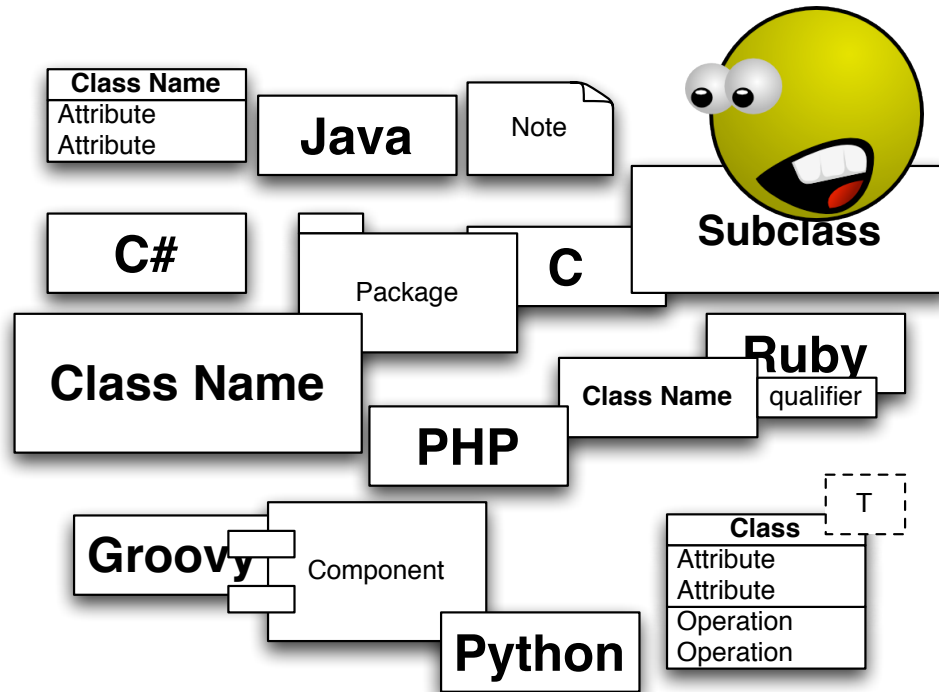 Class Name
Attribute
Attribute
Java
Note
Subclass
C#
Package
C
Class Name
Ruby
Class Name
qualifier
PHP
T
Class
Attribute
Attribute
Operation
Operation
Groovy
Component
Python